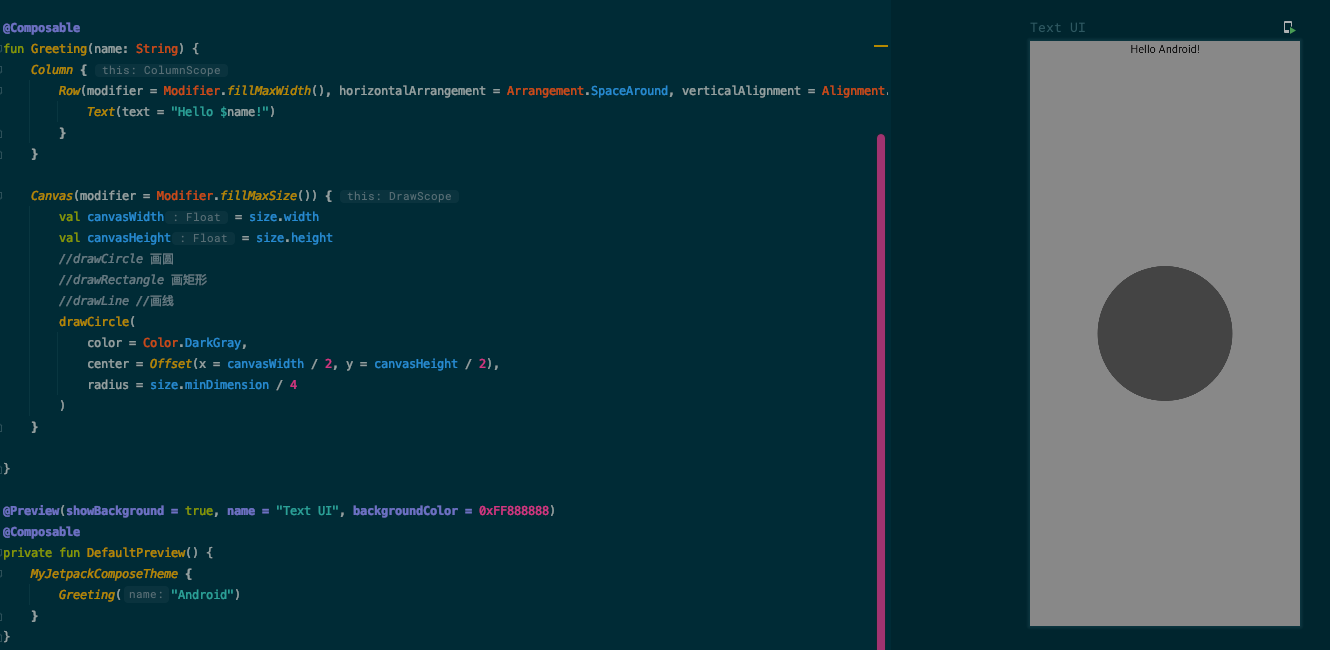 @Composable
fun Greeting(name: String) {
    Column { this: ColumnScope
        Row(modifier = Modifier.fillMaxWidth(), horizontalArrangement = Arrangement.SpaceAround, verticalAlignment = Alignment.
            Text(text = "Hello $name!")
        }
    }

    Canvas(modifier = Modifier.fillMaxSize()) { this: DrawScope
        val canvasWidth : Float = size.width
        val canvasHeight : Float = size.height
        //drawCircle 画圆
        //drawRectangle 画矩形
        //drawLine //画线
        drawCircle(
            color = Color.DarkGray,
            center = Offset(x = canvasWidth / 2, y = canvasHeight / 2),
            radius = size.minDimension / 4
        )
    }

}

@Preview(showBackground = true, name = "Text UI", backgroundColor = 0xFF888888)
@Composable
private fun DefaultPreview() {
    MyJetpackComposeTheme {
        Greeting( name: "Android")
    }
}
Text UI
Hello Android!